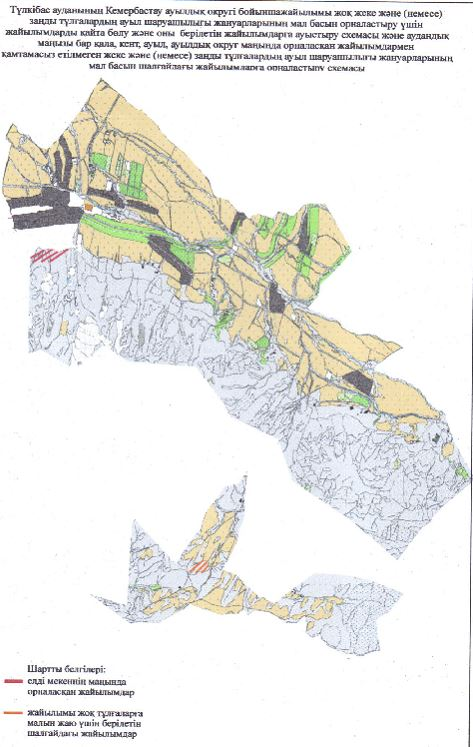 Түлкібас ауданының Кемербастау ауылдық округі бойыншажайылымы жоқ жеке және (немесе)
заңды тұлғалардың ауыл шаруашылығы жануарларының мал басын орналастыру үшін
жайылымдарды қайта бөлу және оны берілетін жайылымдарға ауыстыру схемасы және аудандық
маңызы бар қала, кент, ауыл, ауылдық округ маңында орналасқан жайылымдармен
қамтамасыз етілмеген жеке және (немесе) заңды тұлғалардың ауыл шаруашылығы жануарларының
мал басын шалғайдағы жайылымдарға орналастыру схемасы
Шартты белгілері:
елді мекеннің маңында
орналасқан жайылымдар
жайылымы жоқ тұлғаларға
малын жаю үшін берілетін
шалғайдағы жайылымдар